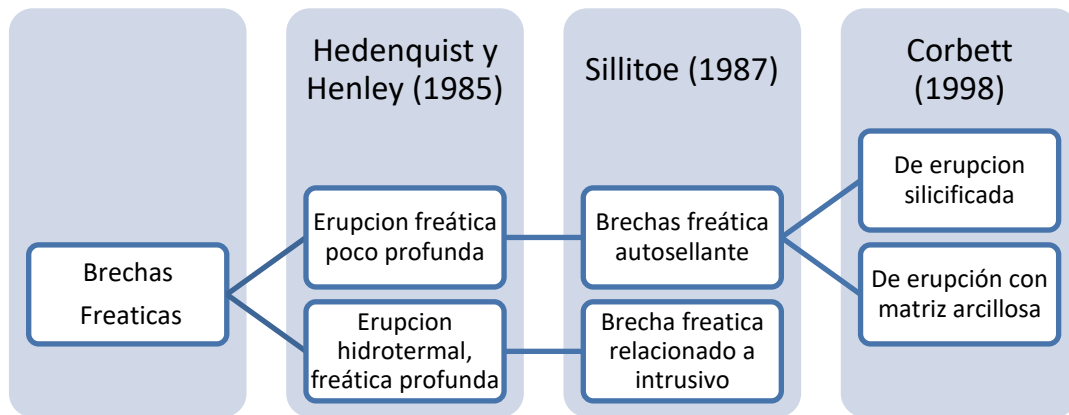 Hedenquist y
Henley (1985)
Sillitoe (1987)
Corbett
(1998)
Brechas
Freaticas
Erupcion freática
poco profunda
Erupcion
hidrotermal,
freática profunda
Brechas freática
autosellante
Brecha freatica
relacionado a
intrusivo
De erupcion
silicificada
De erupción con
matriz arcillosa